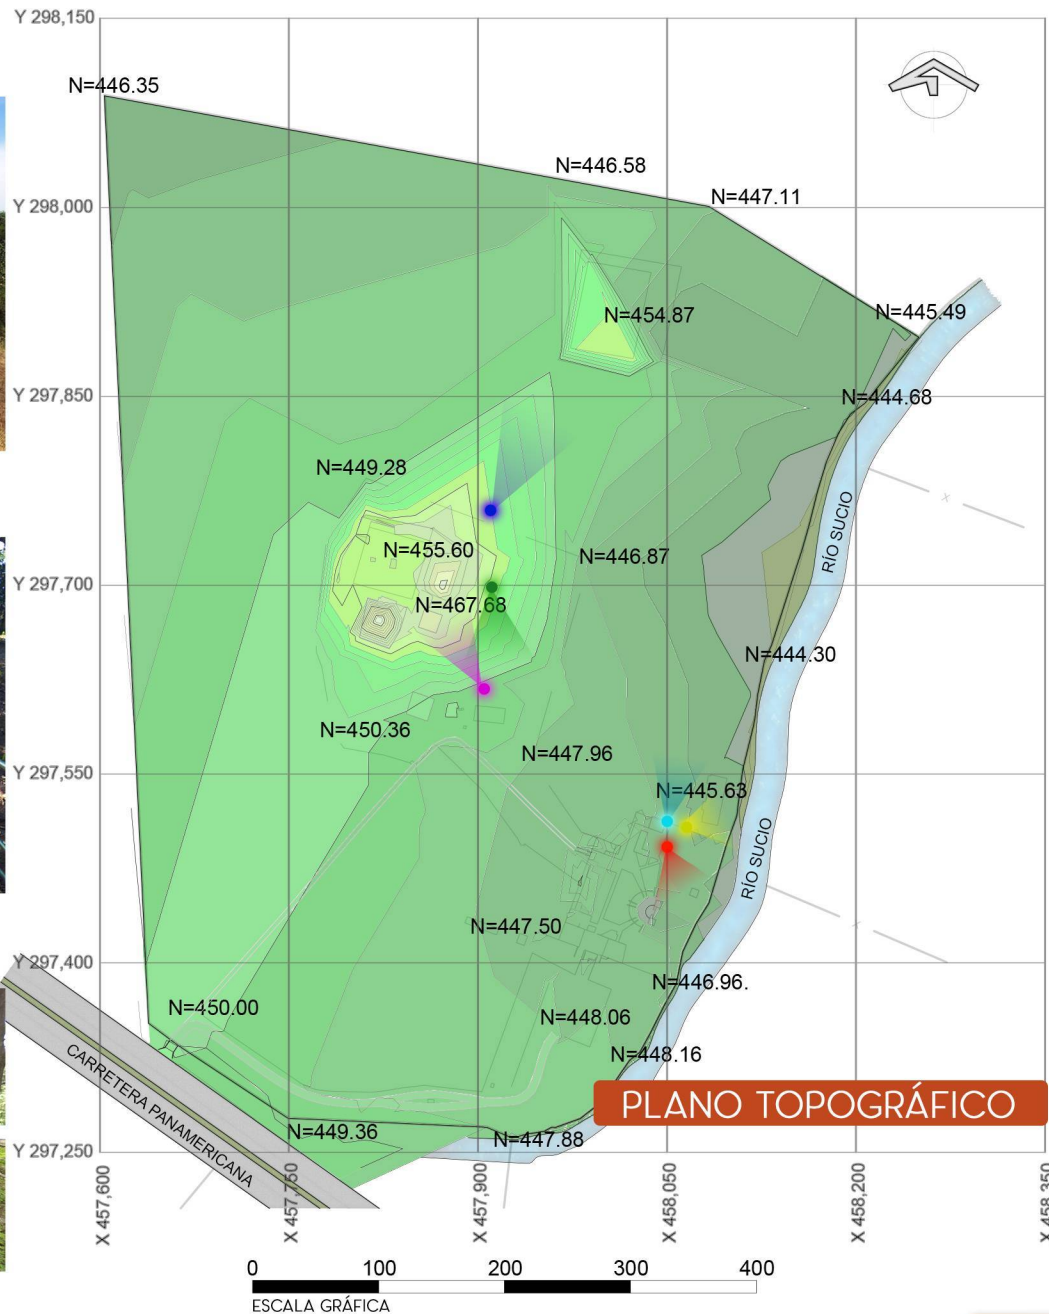 Y 298,150
N=446.35
N=446.58
N=447.11
Y 298,000
N=454.87
N=445.49
Y 297,850
N=444.68
N=449.28
RÍO SUCIO
N=455.60
N=446.87
Y 297,700
N=467.68
N=444.30
N=450.36
N=447.96
Y 297,550
N=445.63
RÍO SUCIO
N=447.50
Y 297,400
N=446.96.
N=450.00
N=448.06
N=448.16
CARRETERA PANAMERICANA
PLANO TOPOGRÁFICO
N=449.36
N=447.88
Y 297,250
X 457,600
X 457,750
X 457,900
X 458,050
X 458,200
X 458,350
0 100 200 300 400
ESCALA GRÁFICA